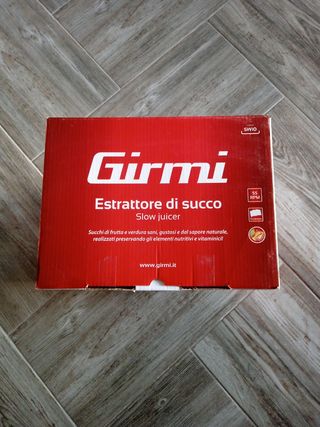 SW10
Girmi
Estrattore di succo
Slow juicer
55
RPM
Succhi di frutta e verdura sani, gustosi e dal sapore naturale,
realizzati preservando gli elementi nutritivi e vitaminici!
www.girmi.it